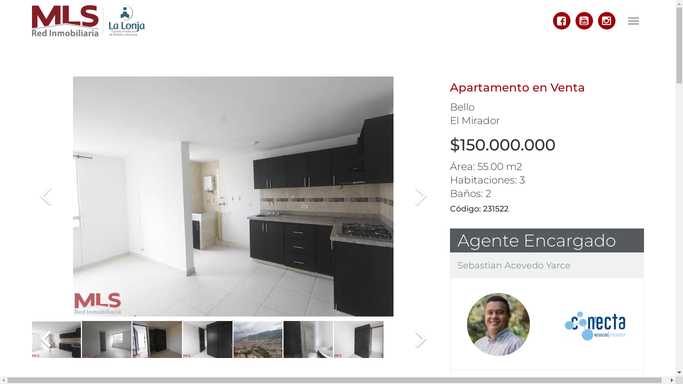 MLS
Red Inmobiliaria
La Lonja
Apartamento en Venta
Bello
El Mirador
$150.000.000
Área: 55.00 m2
Habitaciones: 3
Baños: 2
Código: 231522
MLS
Red Inmobiliaria
Agente Encargado
Sebastian Acevedo Yarce
conecta